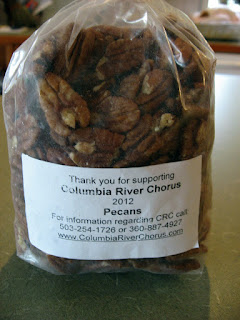 Thank you for supporting
Columbia River Chorus
2012
Pecans
For information regarding CRC call
503-254-1726 or 360-887-4927
www.ColumbiaRiverChorus.com